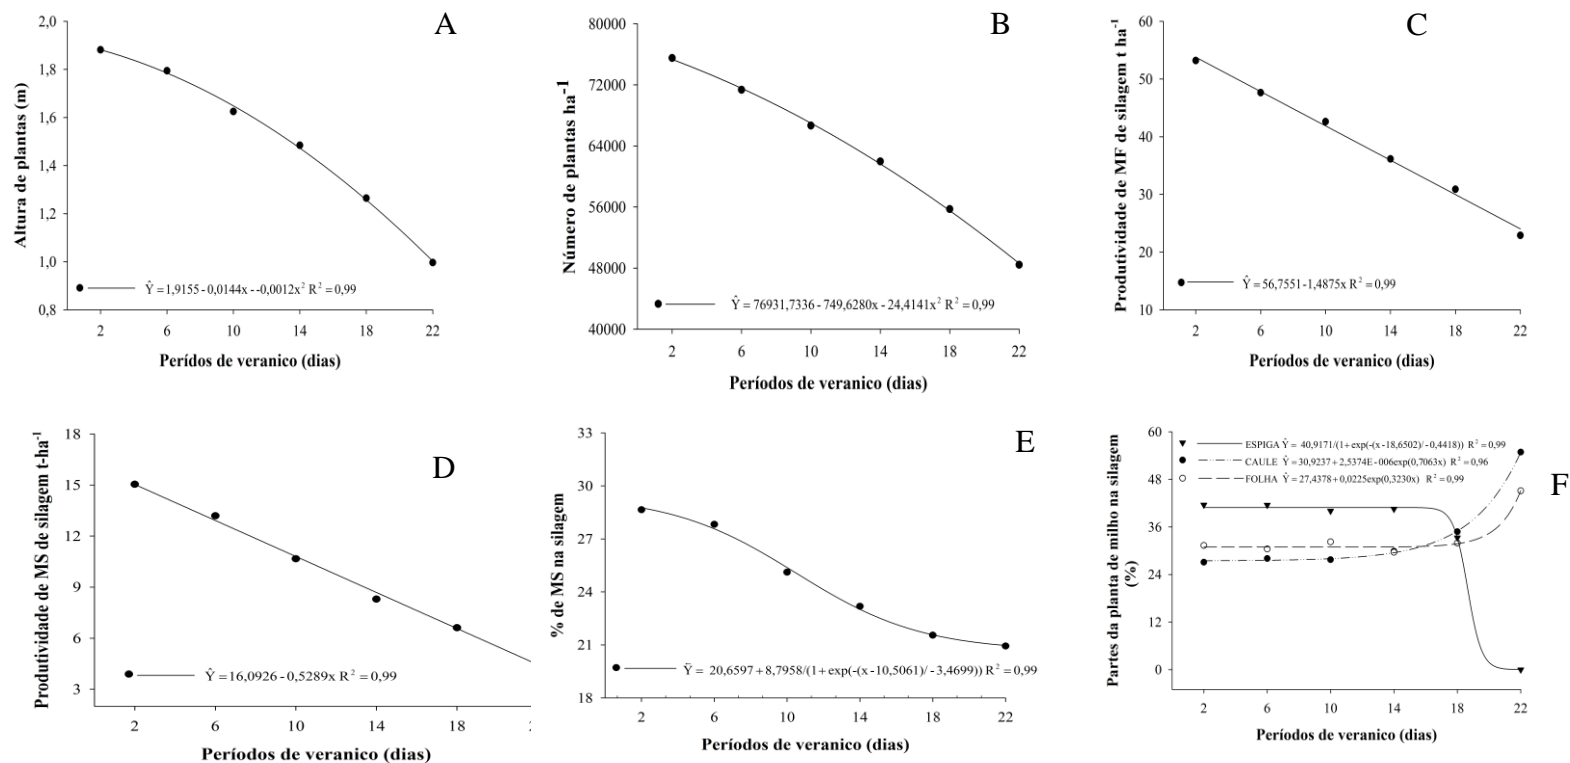 A
Altura de plantas (m)
2,0
1,8
1,6
1,4
1,2
1,0
0,8
Ŷ = 1,9155 - 0,0144x - -0,0012x² R² = 0,99
2 6 10 14 18 22
Perídos de veranico (dias)
B
Número de plantas ha⁻¹
80000
72000
64000
56000
48000
40000
Ŷ = 76931,7336 - 749,6280x - 24,4141x² R² = 0,99
2 6 10 14 18 22
Períodos de veranico (dias)
C
Produtividade de MF de silagem t ha⁻¹
60
50
40
30
20
10
Ŷ = 56,7551 -1,4875x R² = 0,99
2 6 10 14 18 22
Períodos de veranico (dias)
D
Produtividade de MS de silagem t-ha⁻¹
18
15
12
9
6
3
Ŷ = 16,0926 - 0,5289x R² = 0,99
2 6 10 14 18
Períodos de veranico (dias)
E
% de MS na silagem
33
30
27
24
21
18
Ŷ = 20,6597 + 8,7958/(1 + exp(-(x -10,5061)/ - 3,4699)) R² = 0,99
2 6 10 14 18 22
Períodos de veranico (dias)
F
Partes da planta de milho na silagem
(%)
60
48
36
24
12
0
ESPIGA Ŷ = 40,9171/(1+ exp(-(x -18,6502)/ - 0,4418)) R² = 0,99
CAULE Ŷ = 30,9237 + 2,5374E - 006exp(0,7063x) R² = 0,96
FOLHA Ŷ = 27,4378 + 0,0225exp(0,3230x) R² = 0,99
2 6 10 14 18 22
Períodos de veranico (dias)